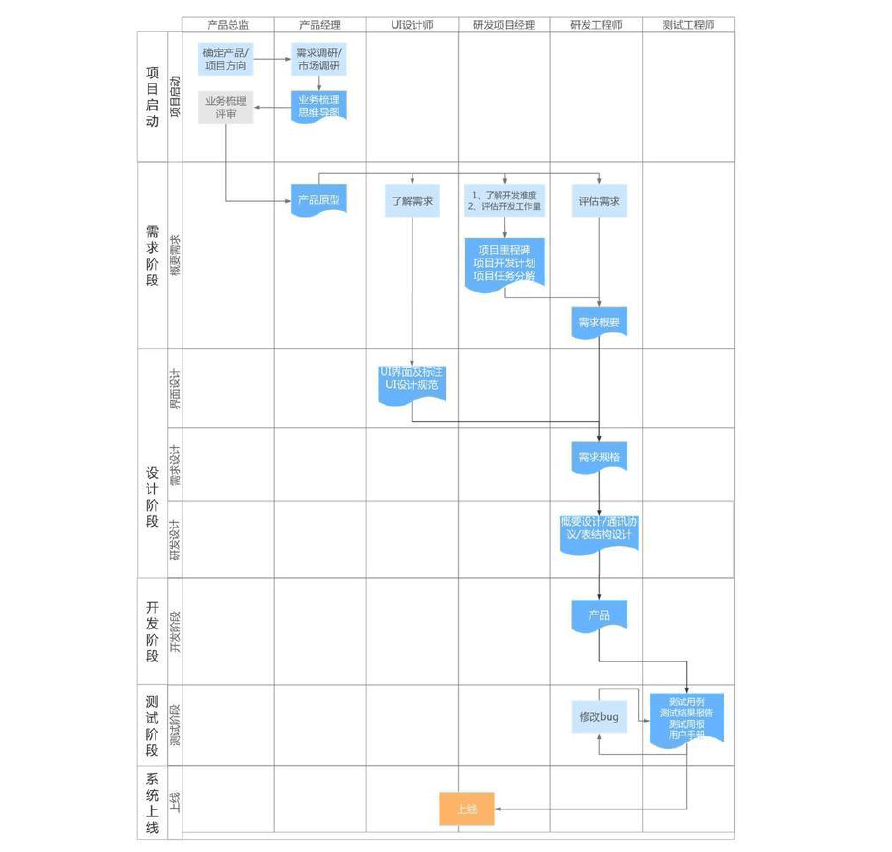 产品总监
产品经理
UI设计师
研发项目经理
研发工程师
测试工程师
项目启动
项目启动
确定产品/
项目方向
需求调研/
市场调研
业务梳理
评审
业务梳理
思维导图
需求阶段
概要需求
产品原型
了解需求
1、了解开发难度
2、评估开发工作量
评估需求
项目里程碑
项目开发计划
项目任务分解
需求概要
设计阶段
界面设计
UI界面及标注
UI设计规范
需求设计
需求规格
研发设计
概要设计/通讯协
议/表结构设计
开发阶段
开发阶段
产品
测试阶段
测试阶段
修改bug
测试用例
测试结果报告
测试周报
用户手册
系统上线
上线
上线